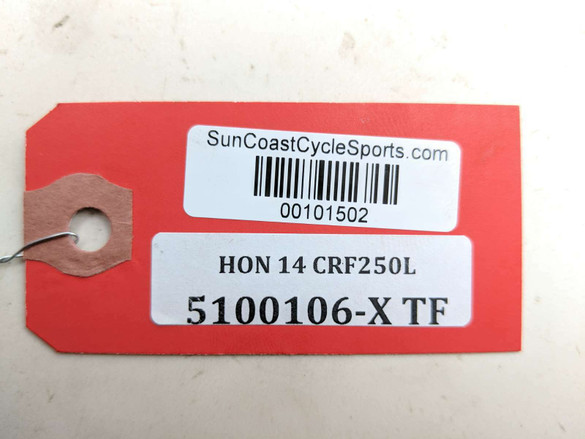 SunCoastCycleSports.com
00101502
HON 14 CRF250L
5100106-X TF